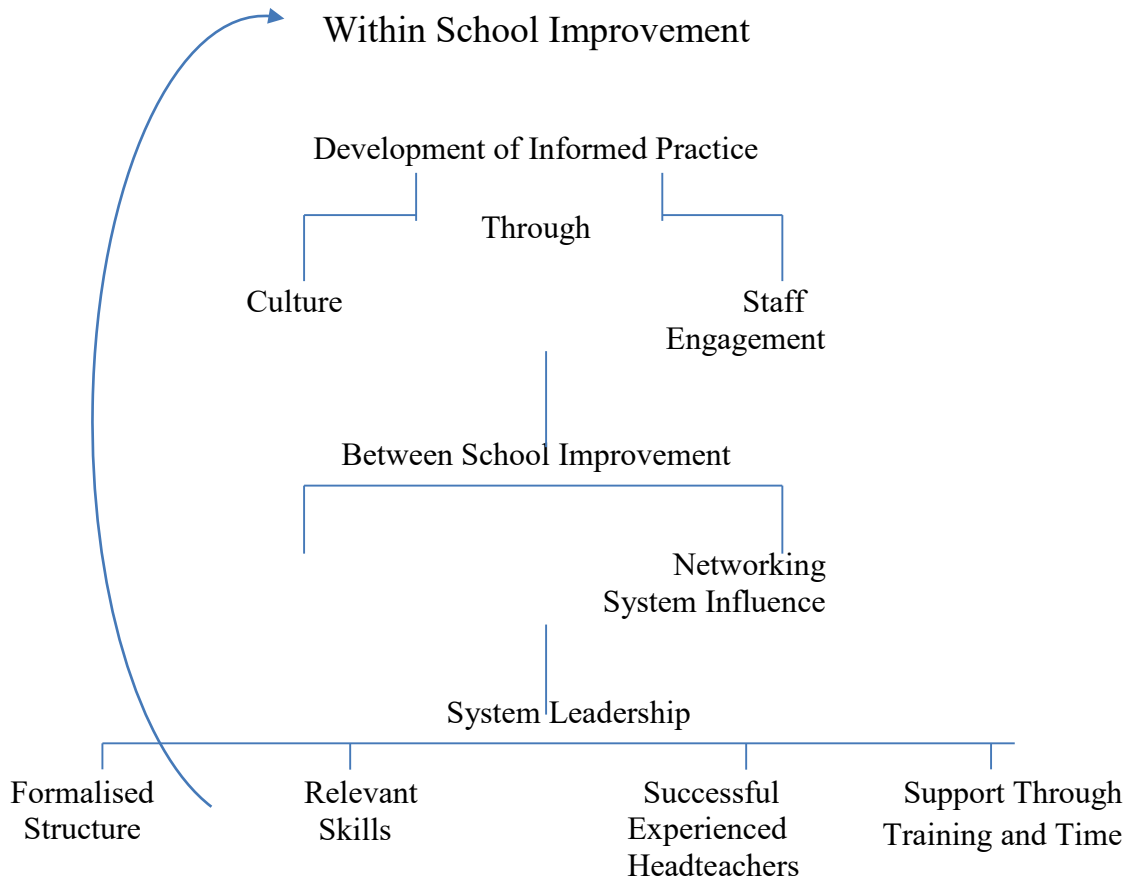 Within School Improvement
Development of Informed Practice
Through
Culture
Staff
Engagement
Between School Improvement
Networking
System Influence
System Leadership
Formalised
Structure
Relevant
Skills
Successful
Experienced
Headteachers
Support Through
Training and Time